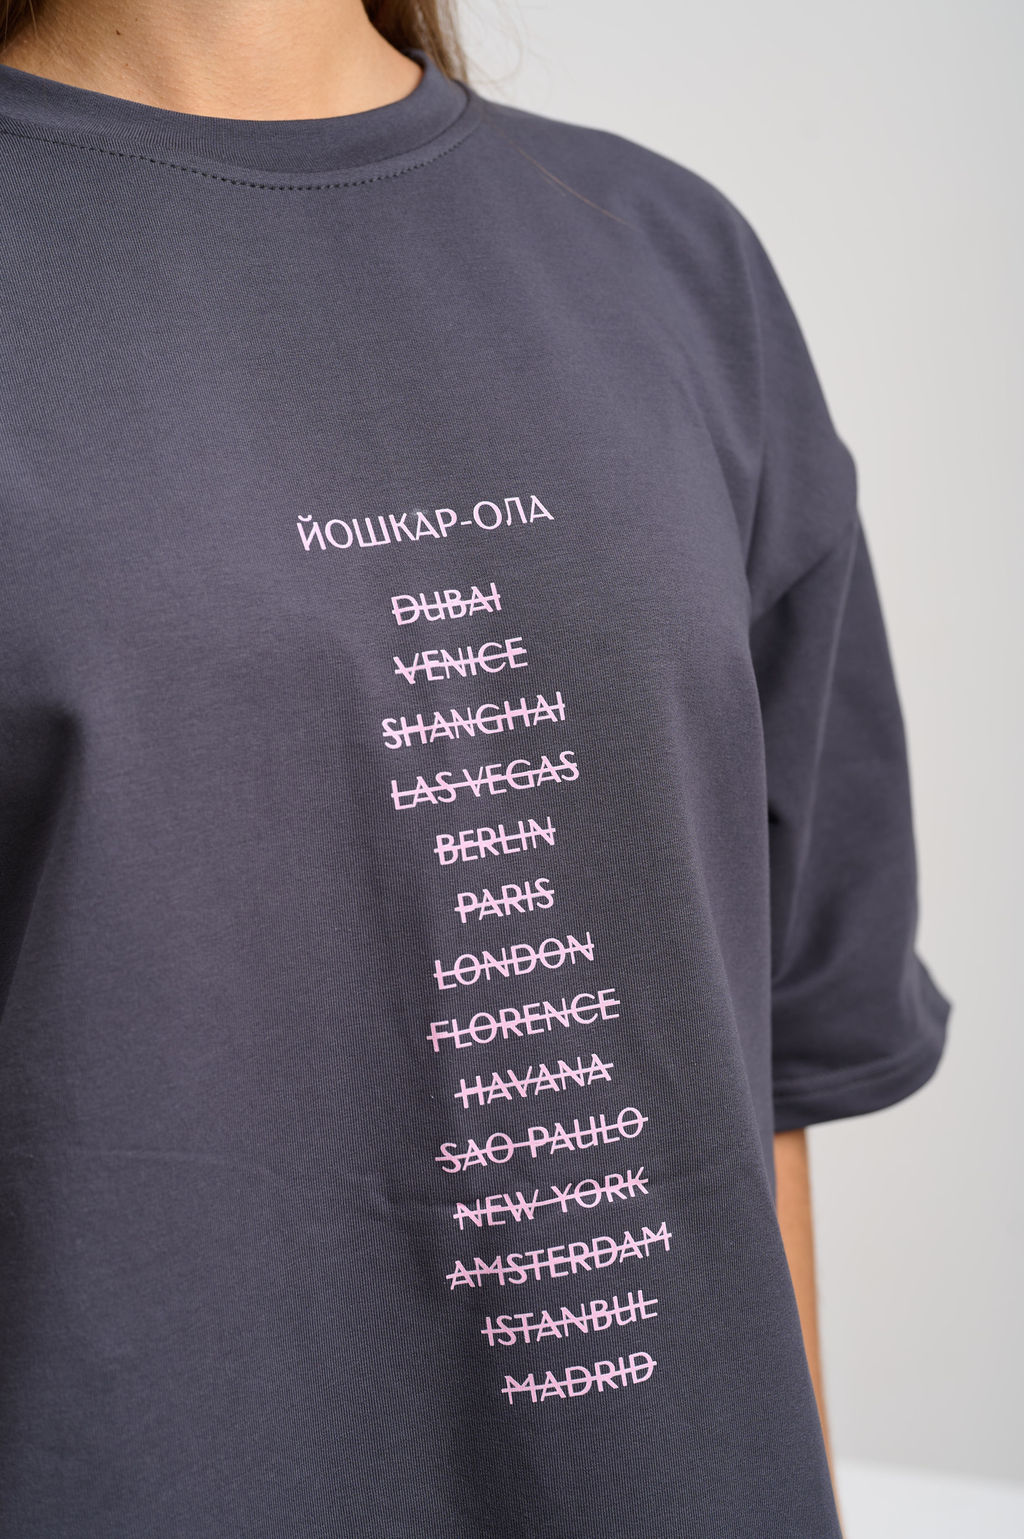 ЙОШКАР-ОЛА
DUBAI
VENICE
SHANGHAI
LAS VEGAS
BERLIN
PARIS
LONDON
FLORENCE
HAVANA
SAO PAULO
NEW YORK
AMSTERDAM
ISTANBUL
MADRID